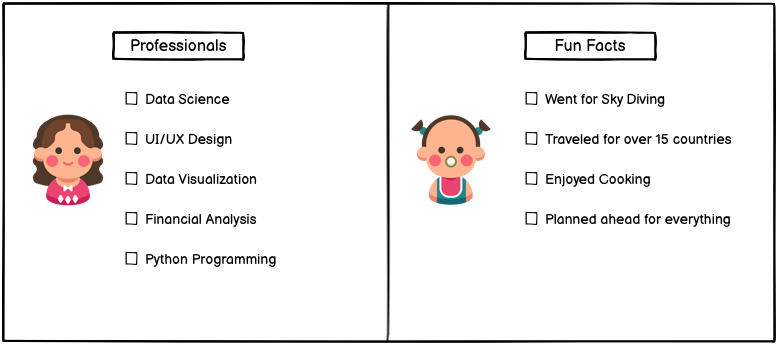 Professionals
Data Science
UI/UX Design
Data Visualization
Financial Analysis
Python Programming
Fun Facts
Went for Sky Diving
Traveled for over 15 countries
Enjoyed Cooking
Planned ahead for everything